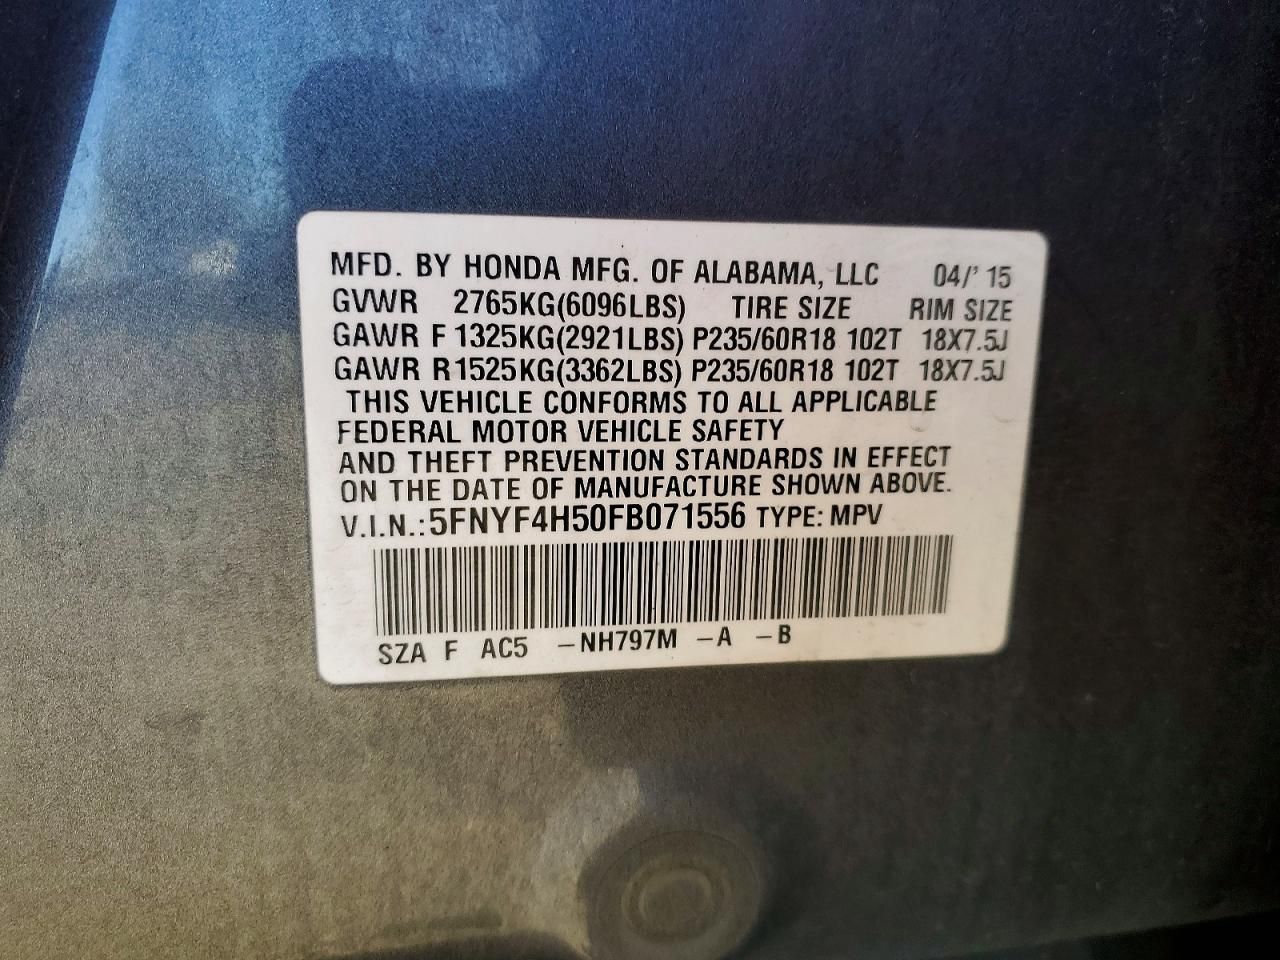 MFD. BY HONDA MFG. OF ALABAMA, LLC 04/'15
GVWR 2765KG(6096LBS) TIRE SIZE RIM SIZE
GAWR F 1325KG(2921LBS) P235/60R18 102T 18X7.5J
GAWR R1525KG(3362LBS) P235/60R18 102T 18X7.5J
THIS VEHICLE CONFORMS TO ALL APPLICABLE
FEDERAL MOTOR VEHICLE SAFETY
AND THEFT PREVENTION STANDARDS IN EFFECT
ON THE DATE OF MANUFACTURE SHOWN ABOVE.
V.I.N.: 5FNYF4H50FB071556 TYPE: MPV
SZA F AC5 -NH797M -A -B